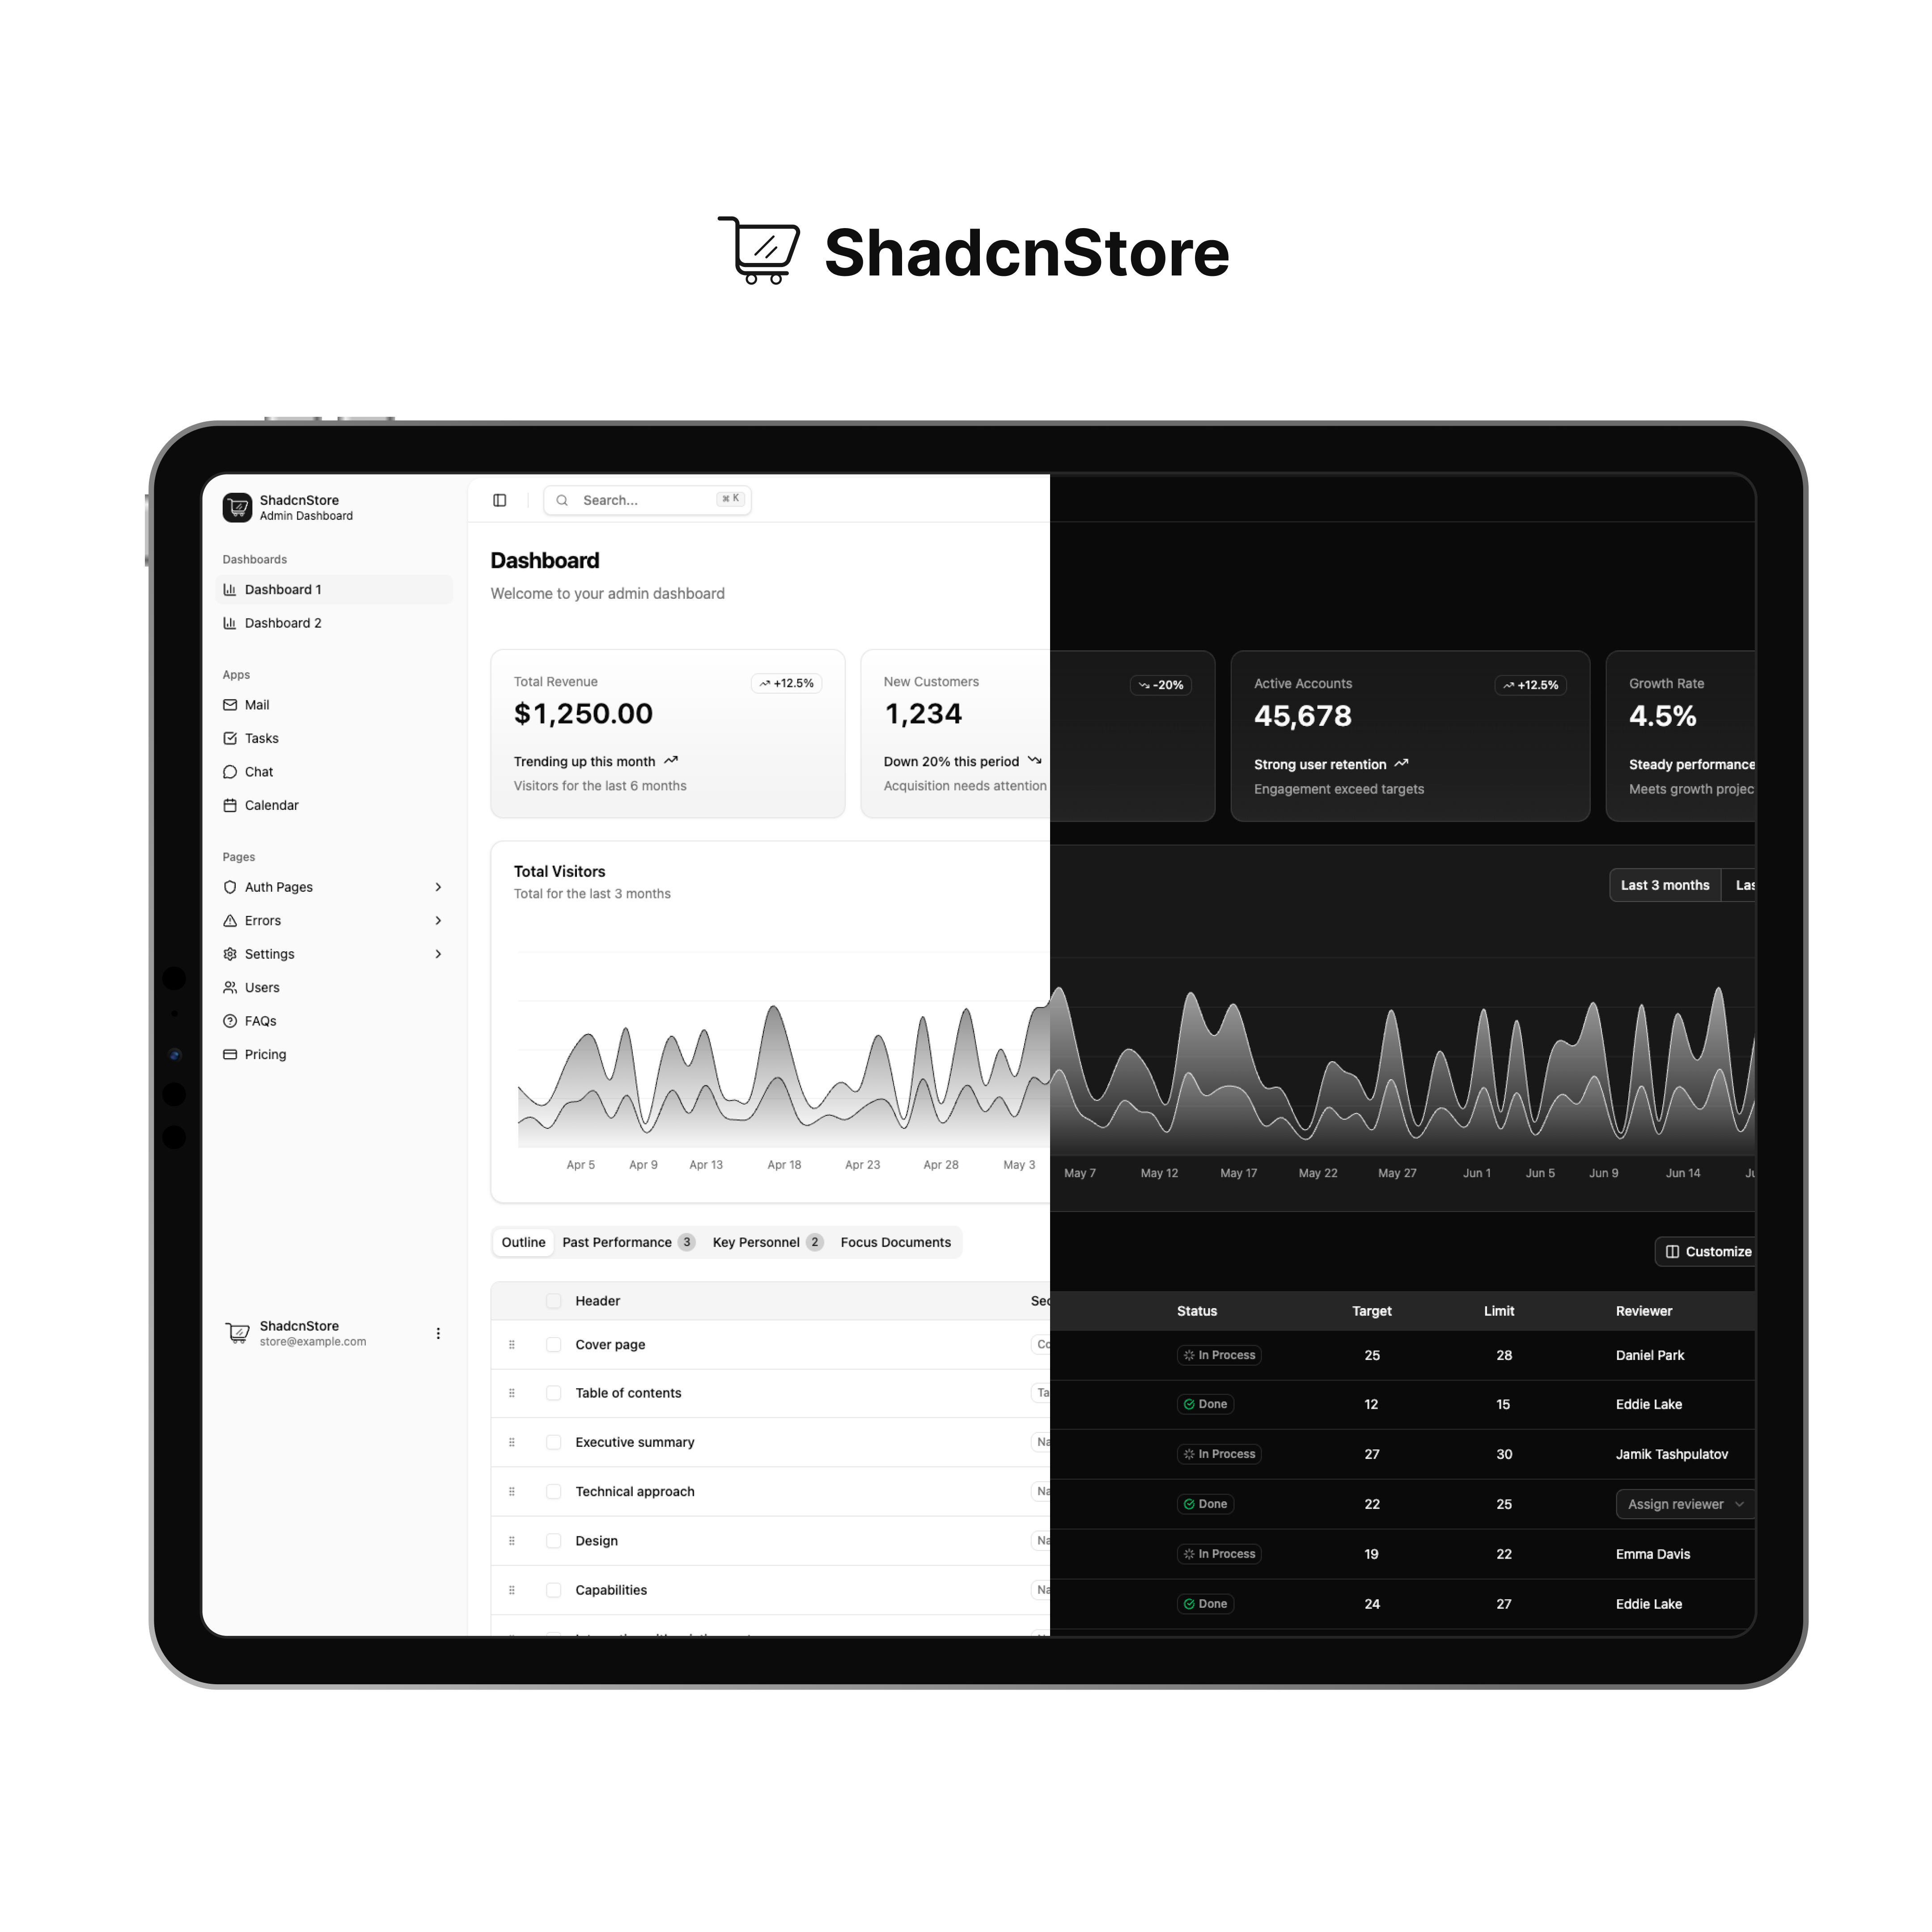 ShadcnStore
ShadcnStore
Admin Dashboard
Dashboards
Dashboard 1
Dashboard 2
Apps
Mail
Tasks
Chat
Calendar
Pages
Auth Pages
Errors
Settings
Users
FAQs
Pricing
ShadcnStore
store@example.com
Search...
⌘ K
Dashboard
Welcome to your admin dashboard
Total Revenue
+12.5%
$1,250.00
Trending up this month
Visitors for the last 6 months
New Customers
-20%
1,234
Down 20% this period
Acquisition needs attention
Active Accounts
+12.5%
45,678
Strong user retention
Engagement exceed targets
Growth Rate
4.5%
Steady performance
Meets growth projec
Total Visitors
Total for the last 3 months
Last 3 months
Las
Apr 5 Apr 9 Apr 13 Apr 18 Apr 23 Apr 28 May 3 May 7 May 12 May 17 May 22 May 27 Jun 1 Jun 5 Jun 9 Jun 14 Ju
Outline Past Performance 3 Key Personnel 2 Focus Documents
Customize
Header Sec Status Target Limit Reviewer
Cover page Co In Process 25 28 Daniel Park
Table of contents Ta Done 12 15 Eddie Lake
Executive summary Na In Process 27 30 Jamik Tashpulatov
Technical approach Na Done 22 25 Assign reviewer
Design Na In Process 19 22 Emma Davis
Capabilities Na Done 24 27 Eddie Lake